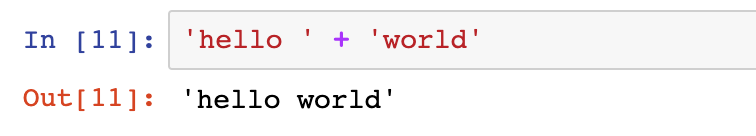 In [11]: 'hello ' + 'world'
Out[11]: 'hello world'